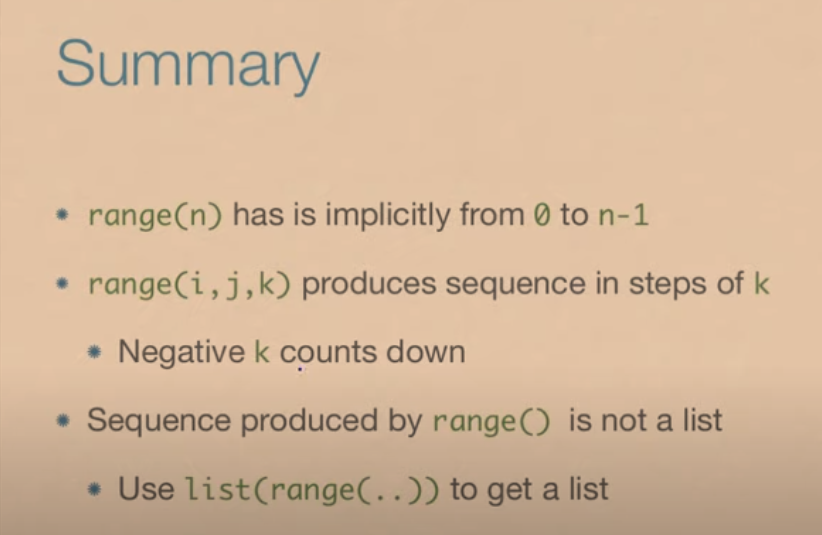 Summary
range(n) has is implicitly from 0 to n-1
range(i,j,k) produces sequence in steps of k
Negative k counts down
Sequence produced by range() is not a list
Use list(range(..)) to get a list